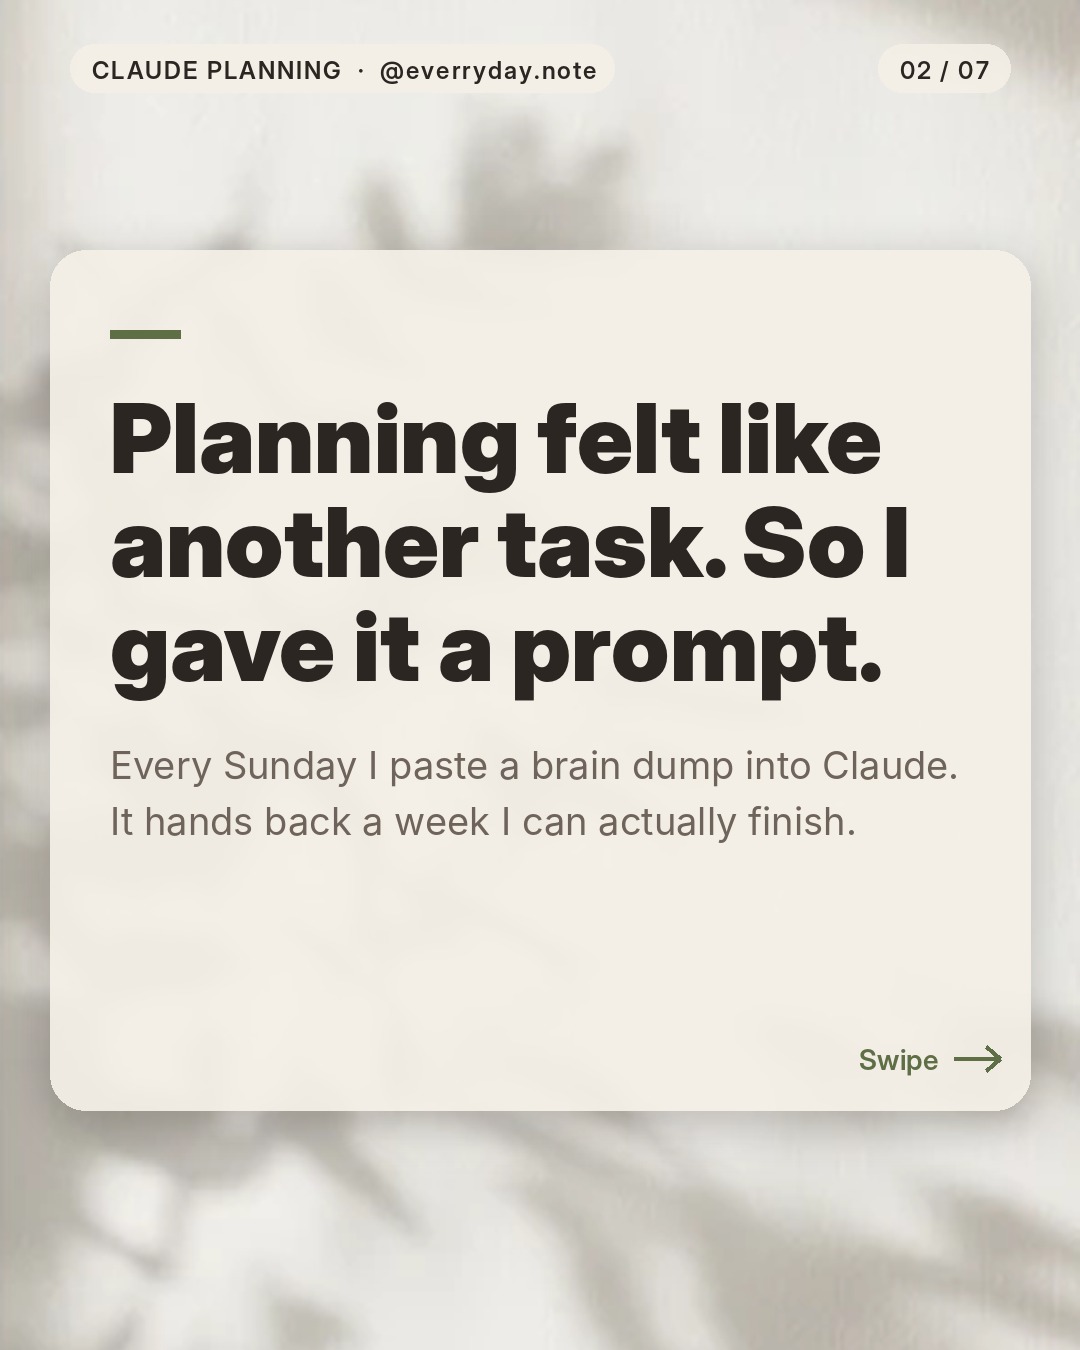 CLAUDE PLANNING · @everryday.note
02 / 07
Planning felt like
another task. So I
gave it a prompt.
Every Sunday I paste a brain dump into Claude.
It hands back a week I can actually finish.
Swipe →